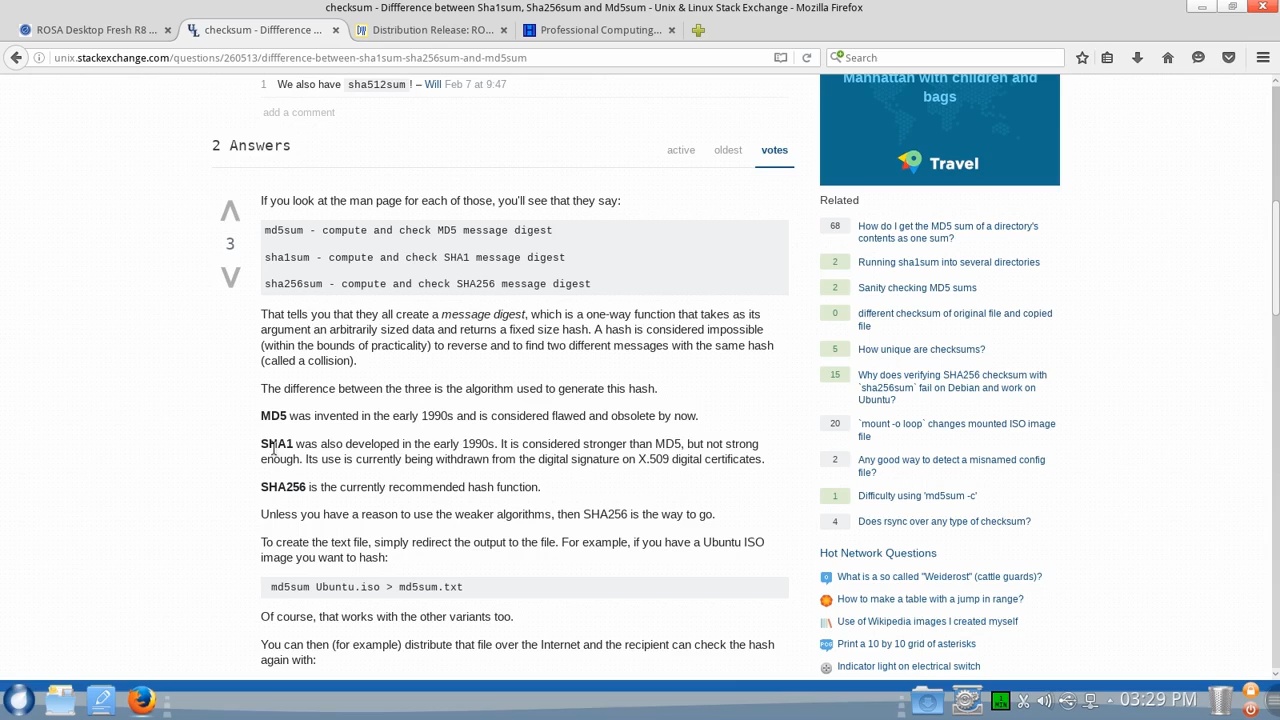 checksum - Difference between Sha1sum, Sha256sum and Md5sum - Unix & Linux Stack Exchange - Mozilla Firefox
ROSA Desktop Fresh R8 ...
checksum - Diffference ...
Distribution Release: RO...
Professional Computing...
unix.stackexchange.com/questions/260513/diffference-between-sha1sum-sha256sum-and-md5sum
Search
1 We also have sha512sum ! – Will Feb 7 at 9:47
add a comment
2 Answers
active oldest votes
3
If you look at the man page for each of those, you'll see that they say:
md5sum - compute and check MD5 message digest
sha1sum - compute and check SHA1 message digest
sha256sum - compute and check SHA256 message digest
That tells you that they all create a message digest, which is a one-way function that takes as its
argument an arbitrarily sized data and returns a fixed size hash. A hash is considered impossible
(within the bounds of practicality) to reverse and to find two different messages with the same hash
(called a collision).
The difference between the three is the algorithm used to generate this hash.
MD5 was invented in the early 1990s and is considered flawed and obsolete by now.
SHA1 was also developed in the early 1990s. It is considered stronger than MD5, but not strong
enough. Its use is currently being withdrawn from the digital signature on X.509 digital certificates.
SHA256 is the currently recommended hash function.
Unless you have a reason to use the weaker algorithms, then SHA256 is the way to go.
To create the text file, simply redirect the output to the file. For example, if you have a Ubuntu ISO
image you want to hash:
md5sum Ubuntu.iso > md5sum.txt
Of course, that works with the other variants too.
You can then (for example) distribute that file over the Internet and the recipient can check the hash
again with:
Manhattan with children and
bags
Travel
Related
68 How do I get the MD5 sum of a directory's
contents as one sum?
2 Running sha1sum into several directories
2 Sanity checking MD5 sums
0 different checksum of original file and copied
file
5 How unique are checksums?
15 Why does verifying SHA256 checksum with
`sha256sum` fail on Debian and work on
Ubuntu?
20 `mount -o loop` changes mounted ISO image
file
2 Any good way to detect a misnamed config
file?
1 Difficulty using 'md5sum -c'
4 Does rsync over any type of checksum?
Hot Network Questions
What is a so called "Weiderost" (cattle guards)?
How to make a table with a jump in range?
Use of Wikipedia images I created myself
Print a 10 by 10 grid of asterisks
Indicator light on electrical switch
1
MIN
03:29 PM